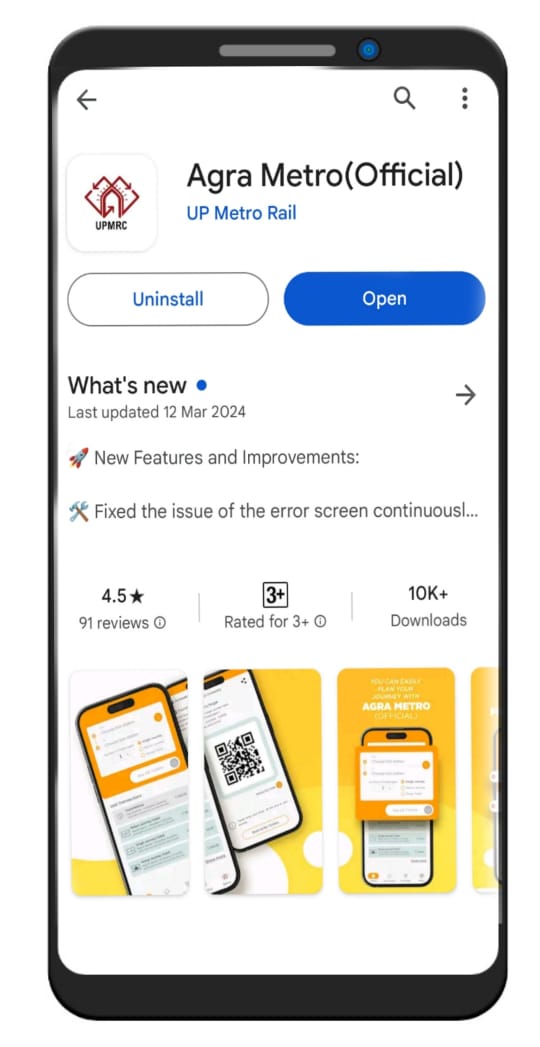 Agra Metro(Official)
UPMRC
UP Metro Rail
Uninstall
Open
What's new
Last updated 12 Mar 2024
New Features and Improvements:
Fixed the issue of the error screen continuousl...
4.5★
3+
10K+
91 reviews
Rated for 3+
Downloads
YOU CAN EASILY
PLAN YOUR
JOURNEY WITH
AGRA METRO
(OFFICIAL)